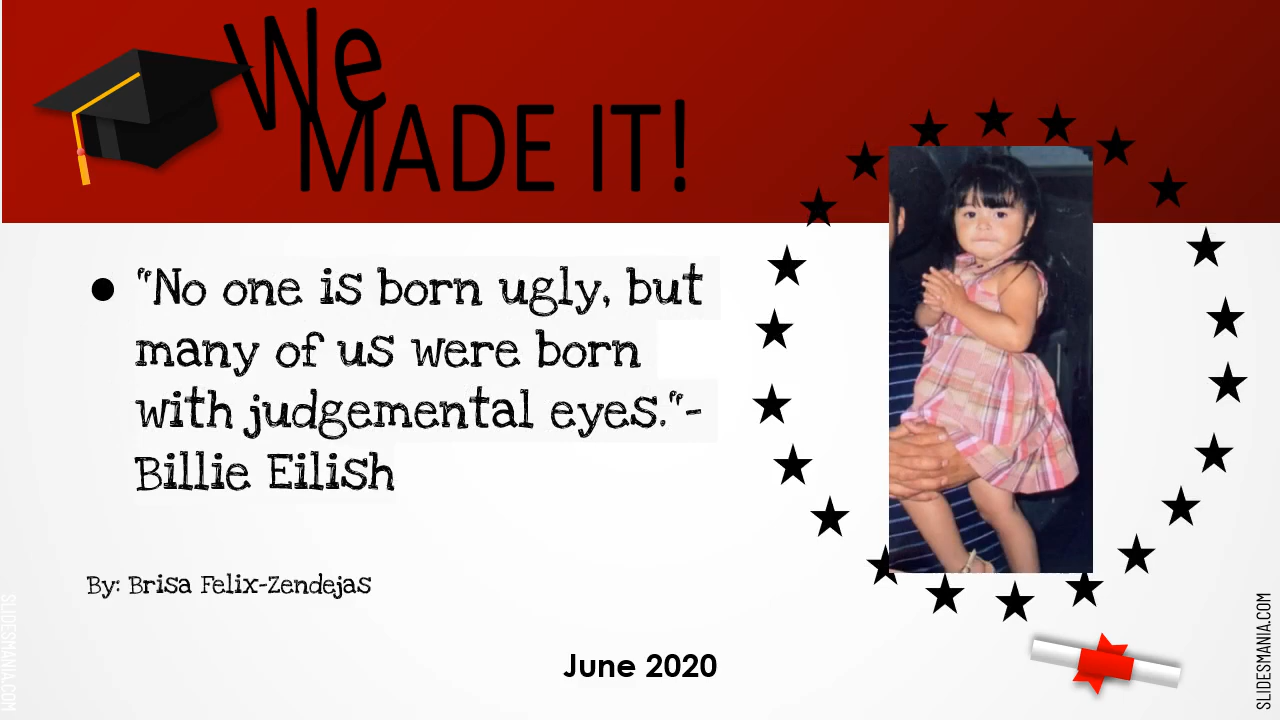 We
MADE IT!
● "No one is born ugly, but
many of us were born
with judgemental eyes."-
Billie Eilish
By: Brisa Felix-Zendejas
June 2020
SLIDESMANIA.COM
SLIDESMANIA.COM